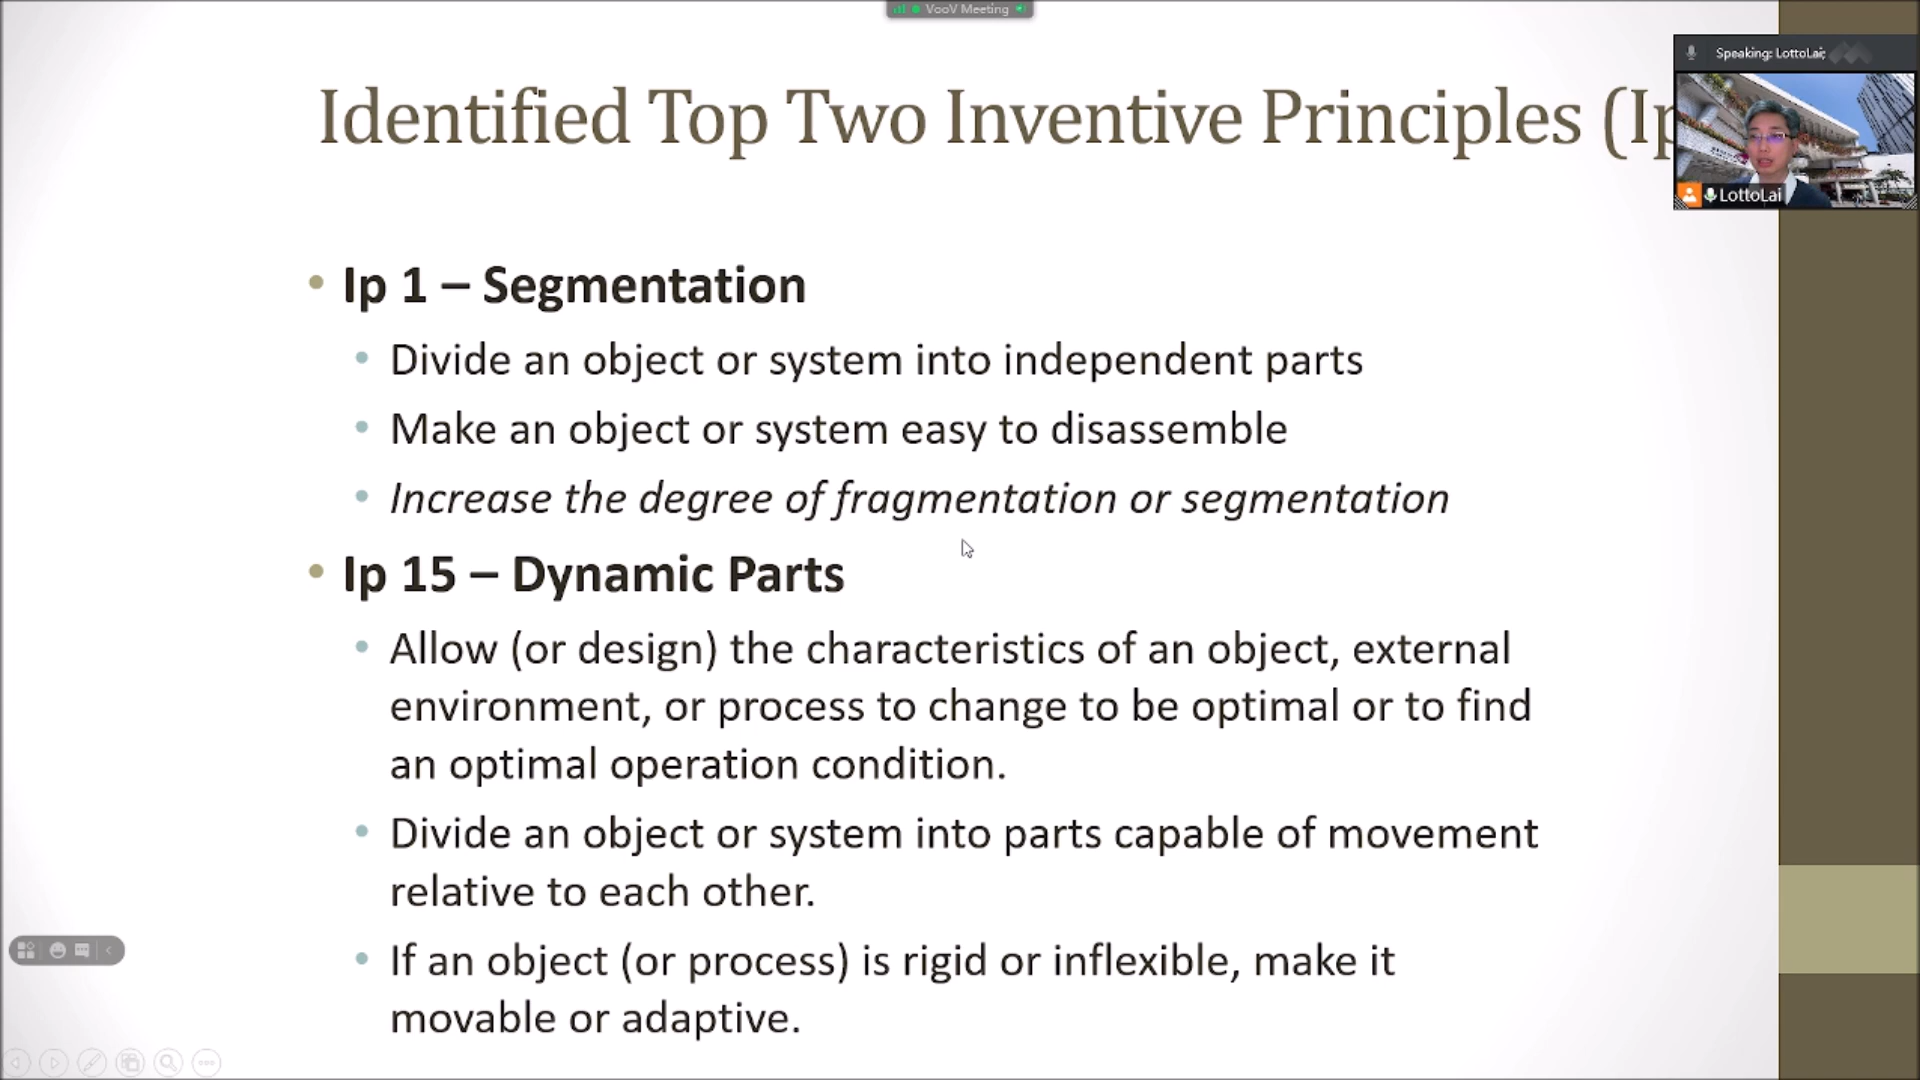 VooV Meeting
Speaking: LottoLai;
Identified Top Two Inventive Principles (Ip
LottoLai
• Ip 1 – Segmentation
• Divide an object or system into independent parts
• Make an object or system easy to disassemble
• Increase the degree of fragmentation or segmentation
• Ip 15 – Dynamic Parts
• Allow (or design) the characteristics of an object, external
environment, or process to change to be optimal or to find
an optimal operation condition.
• Divide an object or system into parts capable of movement
relative to each other.
• If an object (or process) is rigid or inflexible, make it
movable or adaptive.